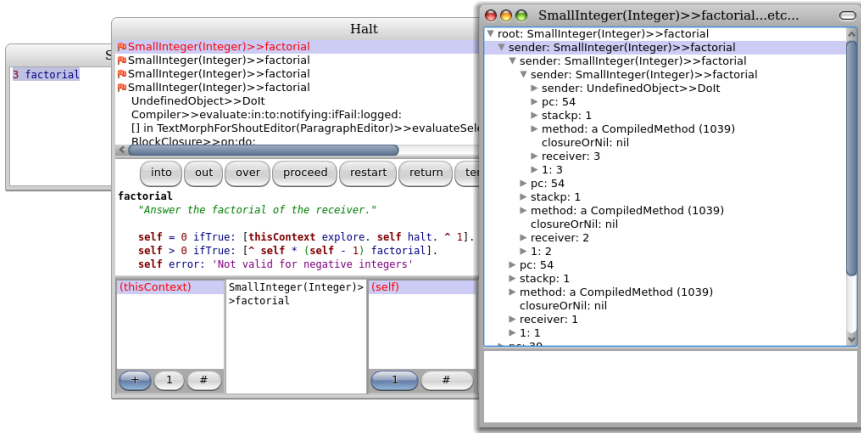 S
3 factorial
Halt
SmallInteger(Integer)>>factorial
SmallInteger(Integer)>>factorial
SmallInteger(Integer)>>factorial
SmallInteger(Integer)>>factorial
UndefinedObject>>DoIt
Compiler>>evaluate:in:to:notifying:ifFail:logged:
[] in TextMorphForShoutEditor(ParagraphEditor)>>evaluateSel
BlockClosure>>on:do:
into out over proceed restart return ter
factorial
"Answer the factorial of the receiver."
self = 0 ifTrue: [thisContext explore. self halt. ^ 1].
self > 0 ifTrue: [^ self * (self - 1) factorial].
self error: 'Not valid for negative integers'
(thisContext)
+ 1 #
SmallInteger(Integer)>
>factorial
(self)
1 #
SmallInteger(Integer)>>factorial...etc...
root: SmallInteger(Integer)>>factorial
sender: SmallInteger(Integer)>>factorial
sender: SmallInteger(Integer)>>factorial
sender: SmallInteger(Integer)>>factorial
sender: UndefinedObject>>DoIt
pc: 54
stackp: 1
method: a CompiledMethod (1039)
closureOrNil: nil
receiver: 3
1: 3
pc: 54
stackp: 1
method: a CompiledMethod (1039)
closureOrNil: nil
receiver: 2
1: 2
pc: 54
stackp: 1
method: a CompiledMethod (1039)
closureOrNil: nil
receiver: 1
1: 1
pc: 39